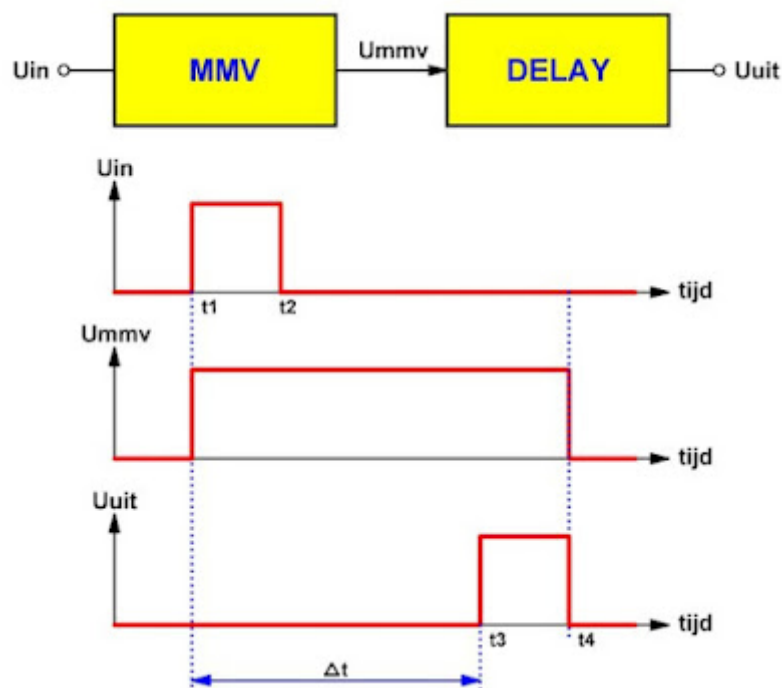 Uin MMV Ummv DELAY Uuit
Uin
tijd
t1 t2
Ummv
tijd
Uuit
tijd
t3 t4
Δt